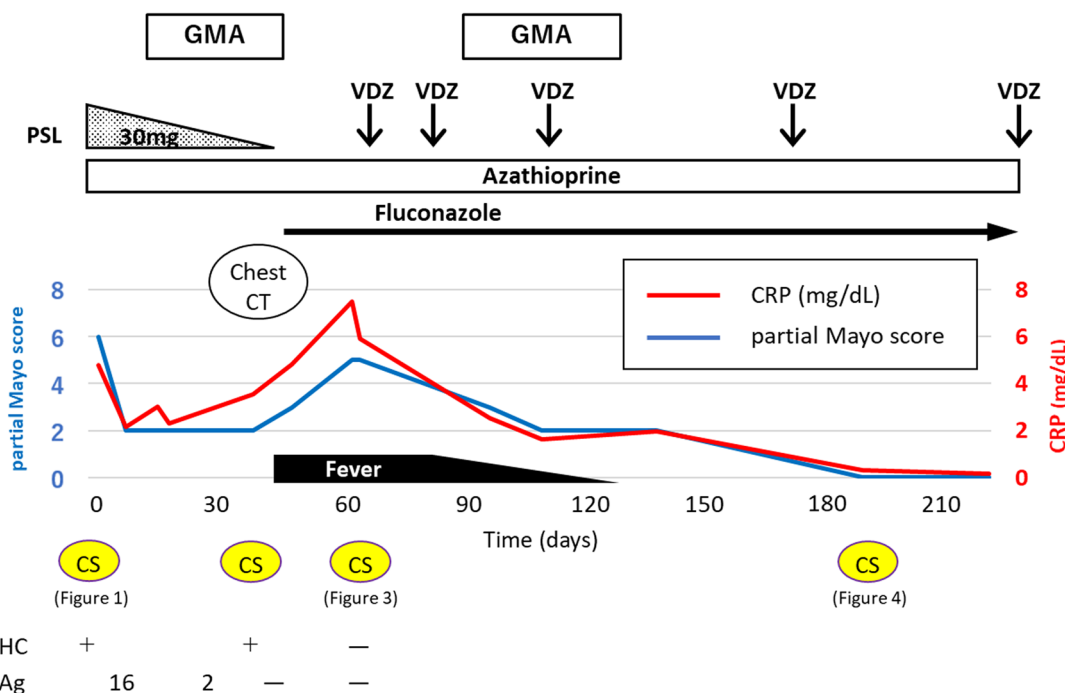 GMA GMA
VDZ VDZ VDZ VDZ VDZ
PSL 30mg
Azathioprine
Fluconazole
Chest
CT
CRP (mg/dL)
partial Mayo score
partial Mayo score
8
6
4
2
0
CRP (mg/dL)
8
6
4
2
0
Fever
0 30 60 90 120 150 180 210
Time (days)
CS CS CS CS
(Figure 1) (Figure 3) (Figure 4)
HC + + —
Ag 16 2 — —